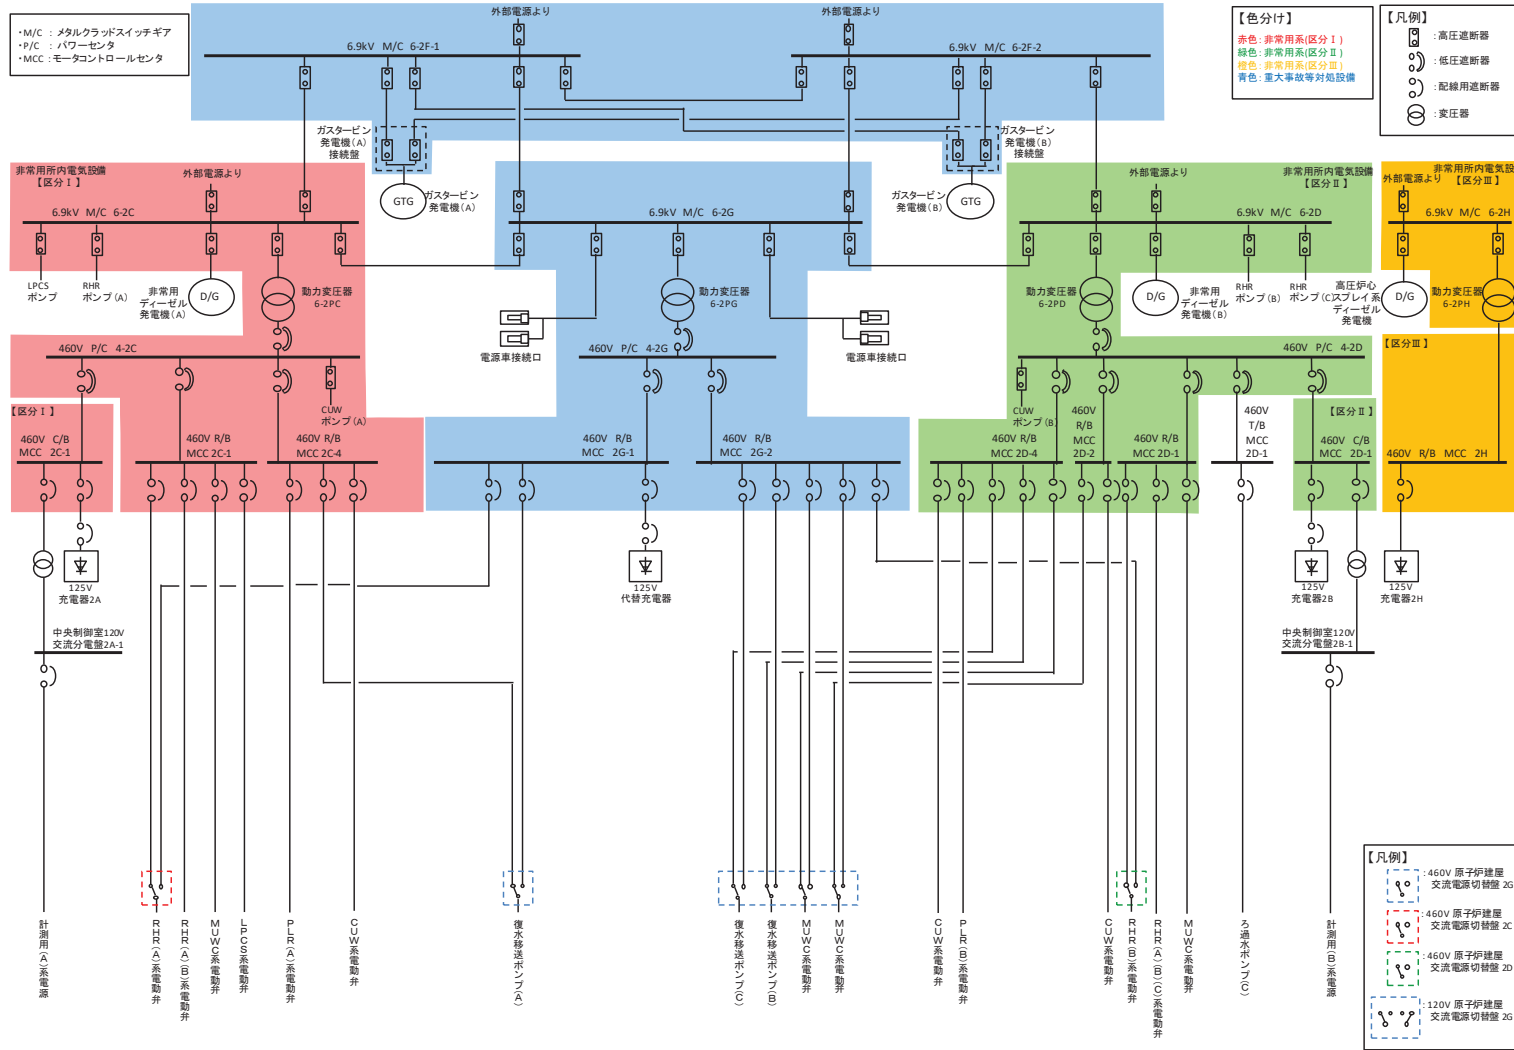 ・M/C : メタルクラッドスイッチギア
・P/C : パワーセンタ
・MCC : モータコントロールセンタ
外部電源より
外部電源より
6.9kV M/C 6-2F-1
6.9kV M/C 6-2F-2
【色分け】
赤色:非常用系(区分Ⅰ)
緑色:非常用系(区分Ⅱ)
橙色:非常用系(区分Ⅲ)
青色:重大事故等対処設備
【凡例】
:高圧遮断器
:低圧遮断器
:配線用遮断器
:変圧器
ガスタービン
発電機(A)
接続盤
ガスタービン
発電機(B)
接続盤
GTG
ガスタービン
発電機(A)
ガスタービン
発電機(B)
GTG
非常用所内電気設備
【区分Ⅰ】
外部電源より
6.9kV M/C 6-2C
6.9kV M/C 6-2G
外部電源より
非常用所内電気設備
【区分Ⅱ】
6.9kV M/C 6-2D
非常用所内電気設
外部電源より
【区分Ⅲ】
6.9kV M/C 6-2H
LPCS
ポンプ
RHR
ポンプ(A)
非常用
ディーゼル
発電機(A)
D/G
動力変圧器
6-2PC
動力変圧器
6-2PG
動力変圧器
6-2PD
D/G
非常用
ディーゼル
発電機(B)
RHR
ポンプ(B)
RHR
ポンプ(C)
高圧炉心
スプレイ系
ディーゼル
発電機
D/G
動力変圧器
6-2PH
電源車接続口
電源車接続口
460V P/C 4-2C
460V P/C 4-2G
460V P/C 4-2D
【区分Ⅲ】
CUW
ポンプ(A)
CUW
ポンプ(B)
【区分Ⅰ】
460V C/B
MCC 2C-1
460V R/B
MCC 2C-1
460V R/B
MCC 2C-4
460V R/B
MCC 2G-1
460V R/B
MCC 2G-2
460V R/B
MCC 2D-4
460V
R/B
MCC
2D-2
460V R/B
MCC 2D-1
460V
T/B
MCC
2D-1
【区分Ⅱ】
460V C/B
MCC 2D-1
460V R/B MCC 2H
125V
充電器2A
125V
代替充電器
125V
充電器2B
125V
充電器2H
中央制御室120V
交流分電盤2A-1
中央制御室120V
交流分電盤2B-1
計測用(A)系電源
RHR(A)系電動弁
RHR(A)(B)系電動弁
MUWC系電動弁
LPCS系電動弁
PLR(A)系電動弁
CUW系電動弁
復水移送ポンプ(A)
復水移送ポンプ(C)
復水移送ポンプ(B)
MUWC系電動弁
MUWC系電動弁
CUW系電動弁
PLR(B)系電動弁
CUW系電動弁
RHR(B)系電動弁
RHR(A)(B)(C)系電動弁
MUWC系電動弁
ろ過水ポンプ(C)
計測用(B)系電源
【凡例】
:460V 原子炉建屋
交流電源切替盤 2G
:460V 原子炉建屋
交流電源切替盤 2C
:460V 原子炉建屋
交流電源切替盤 2D
:120V 原子炉建屋
交流電源切替盤 2G